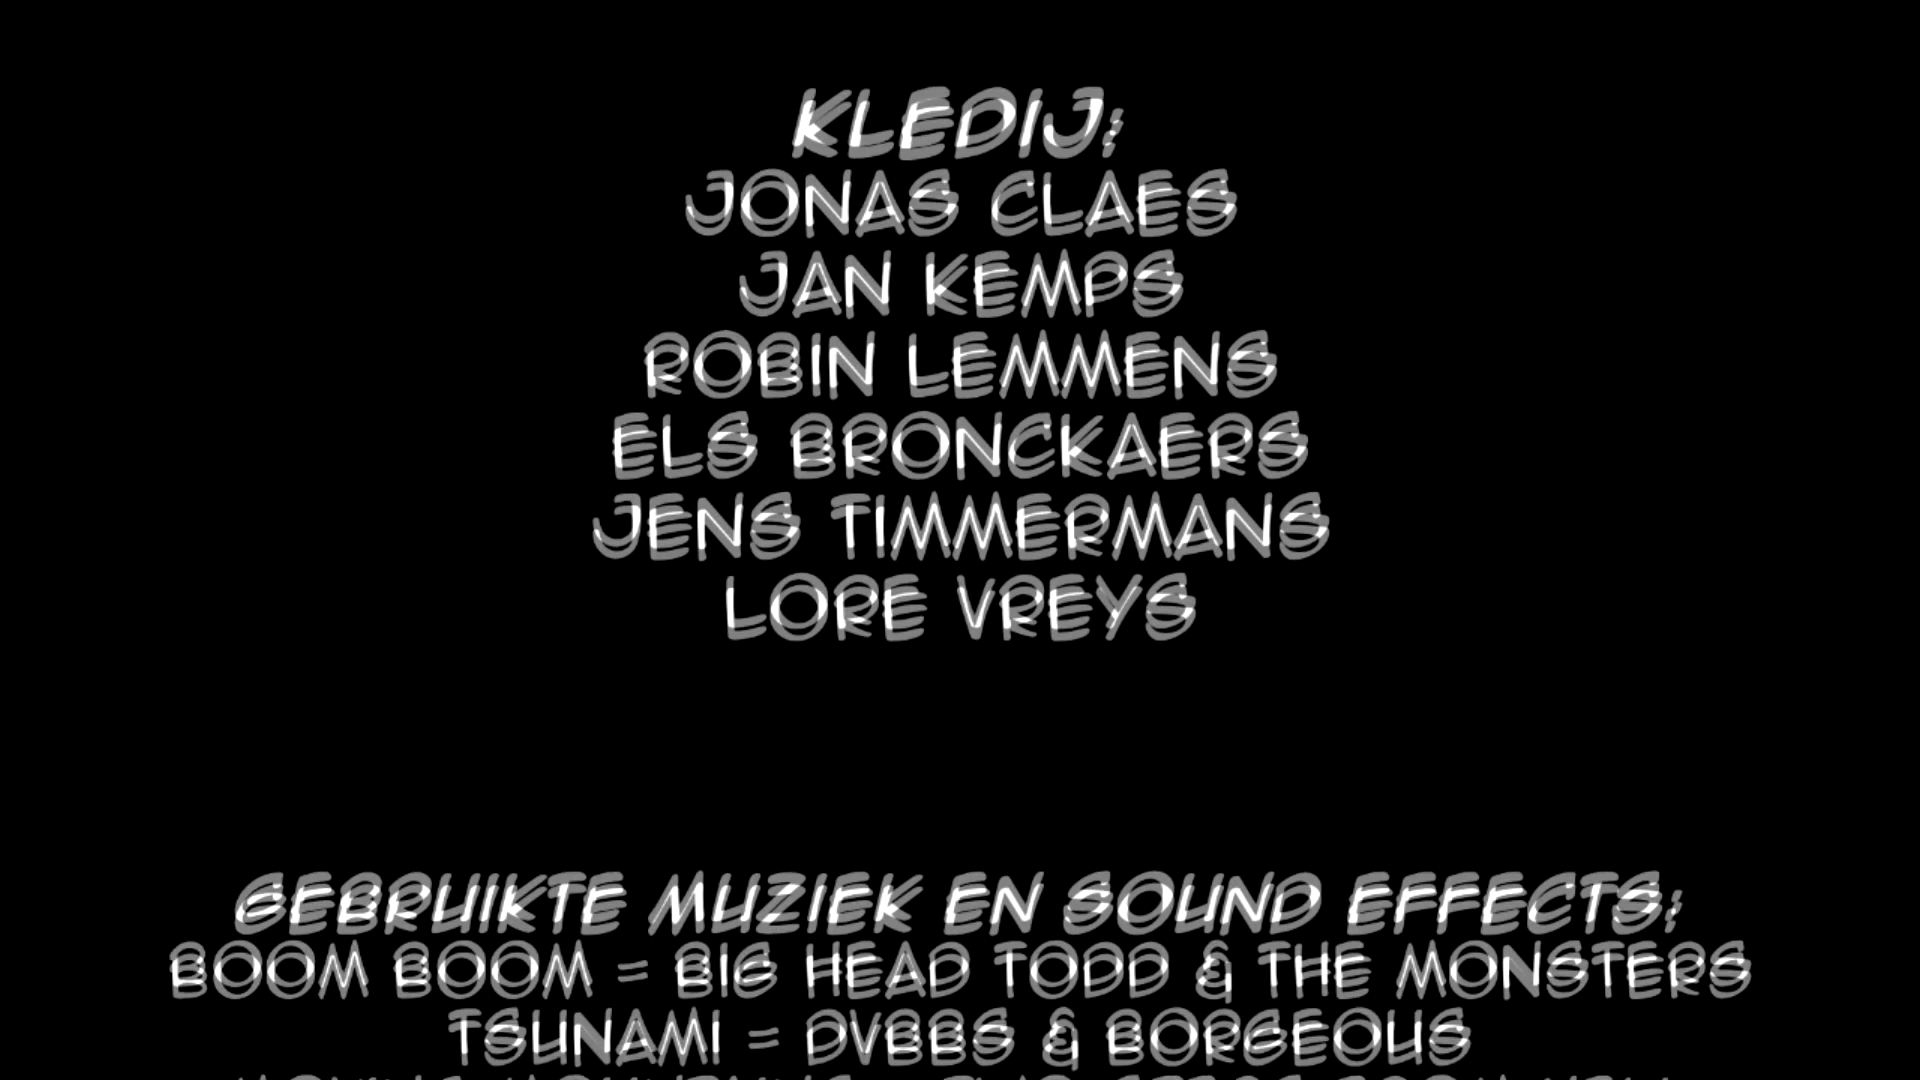 KLEDIJ:
JONAS CLAES
JAN KEMPS
ROBIN LEMMENS
ELS BRONCKAERS
JENS TIMMERMANS
LORE VREYS
GEBRUIKTE MUZIEK EN SOUND EFFECTS:
BOOM BOOM = BIG HEAD TODD & THE MONSTERS
TSUNAMI = DVBBS & BORGEOUS